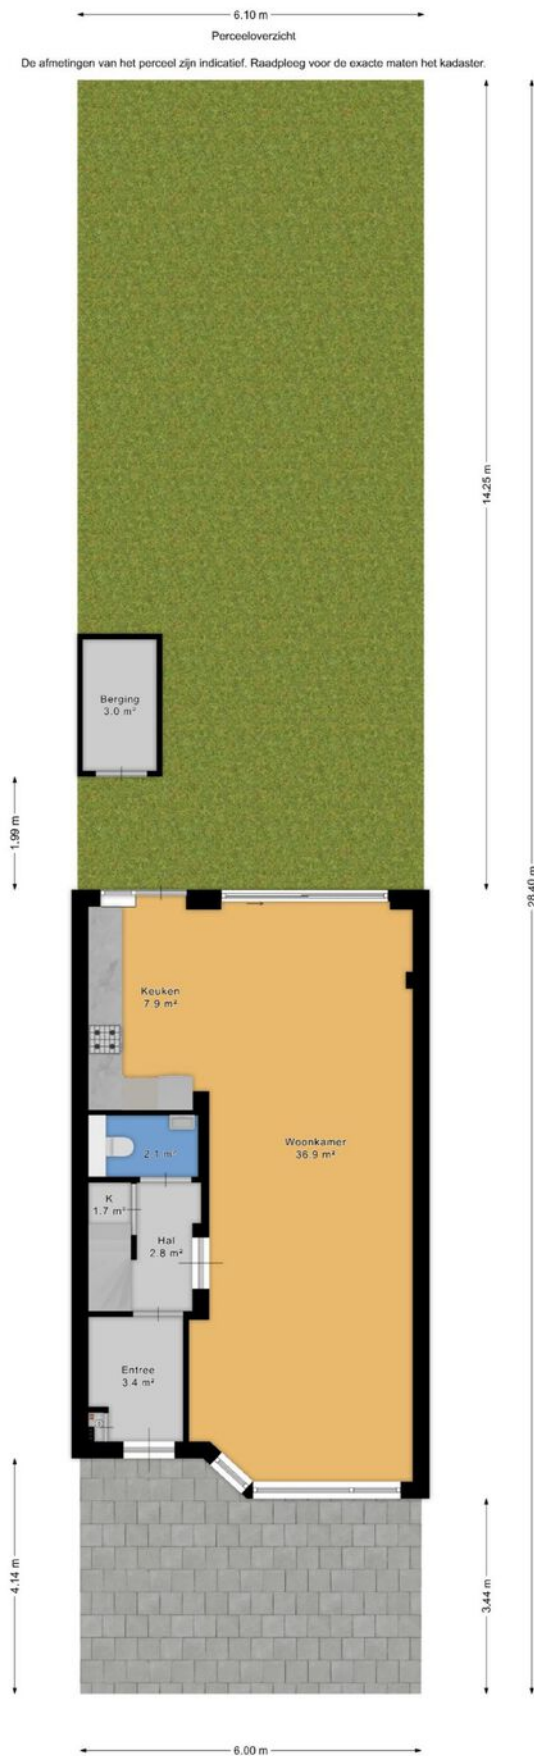 6.10 m
Perceeloverzicht
De afmetingen van het perceel zijn indicatief. Raadpleeg voor de exacte maten het kadaster.
14.25 m
Berging
3.0 m²
1.99 m
28.40 m
Keuken
7.9 m²
Woonkamer
36.9 m²
2.1 m²
K
1.7 m²
Hal
2.8 m²
Entree
3.4 m²
4.14 m
3.44 m
6.00 m